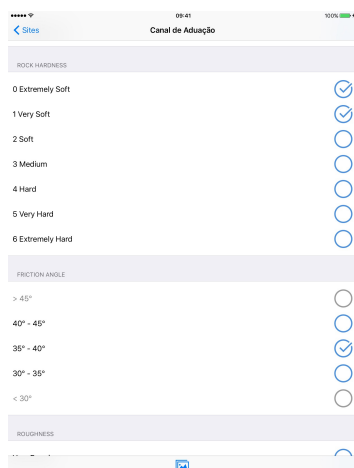 09:41
100%
Sites
Canal de Adução
ROCK HARDNESS
0 Extremely Soft
1 Very Soft
2 Soft
3 Medium
4 Hard
5 Very Hard
6 Extremely Hard
FRICTION ANGLE
> 45°
40° - 45°
35° - 40°
30° - 35°
< 30°
ROUGHNESS